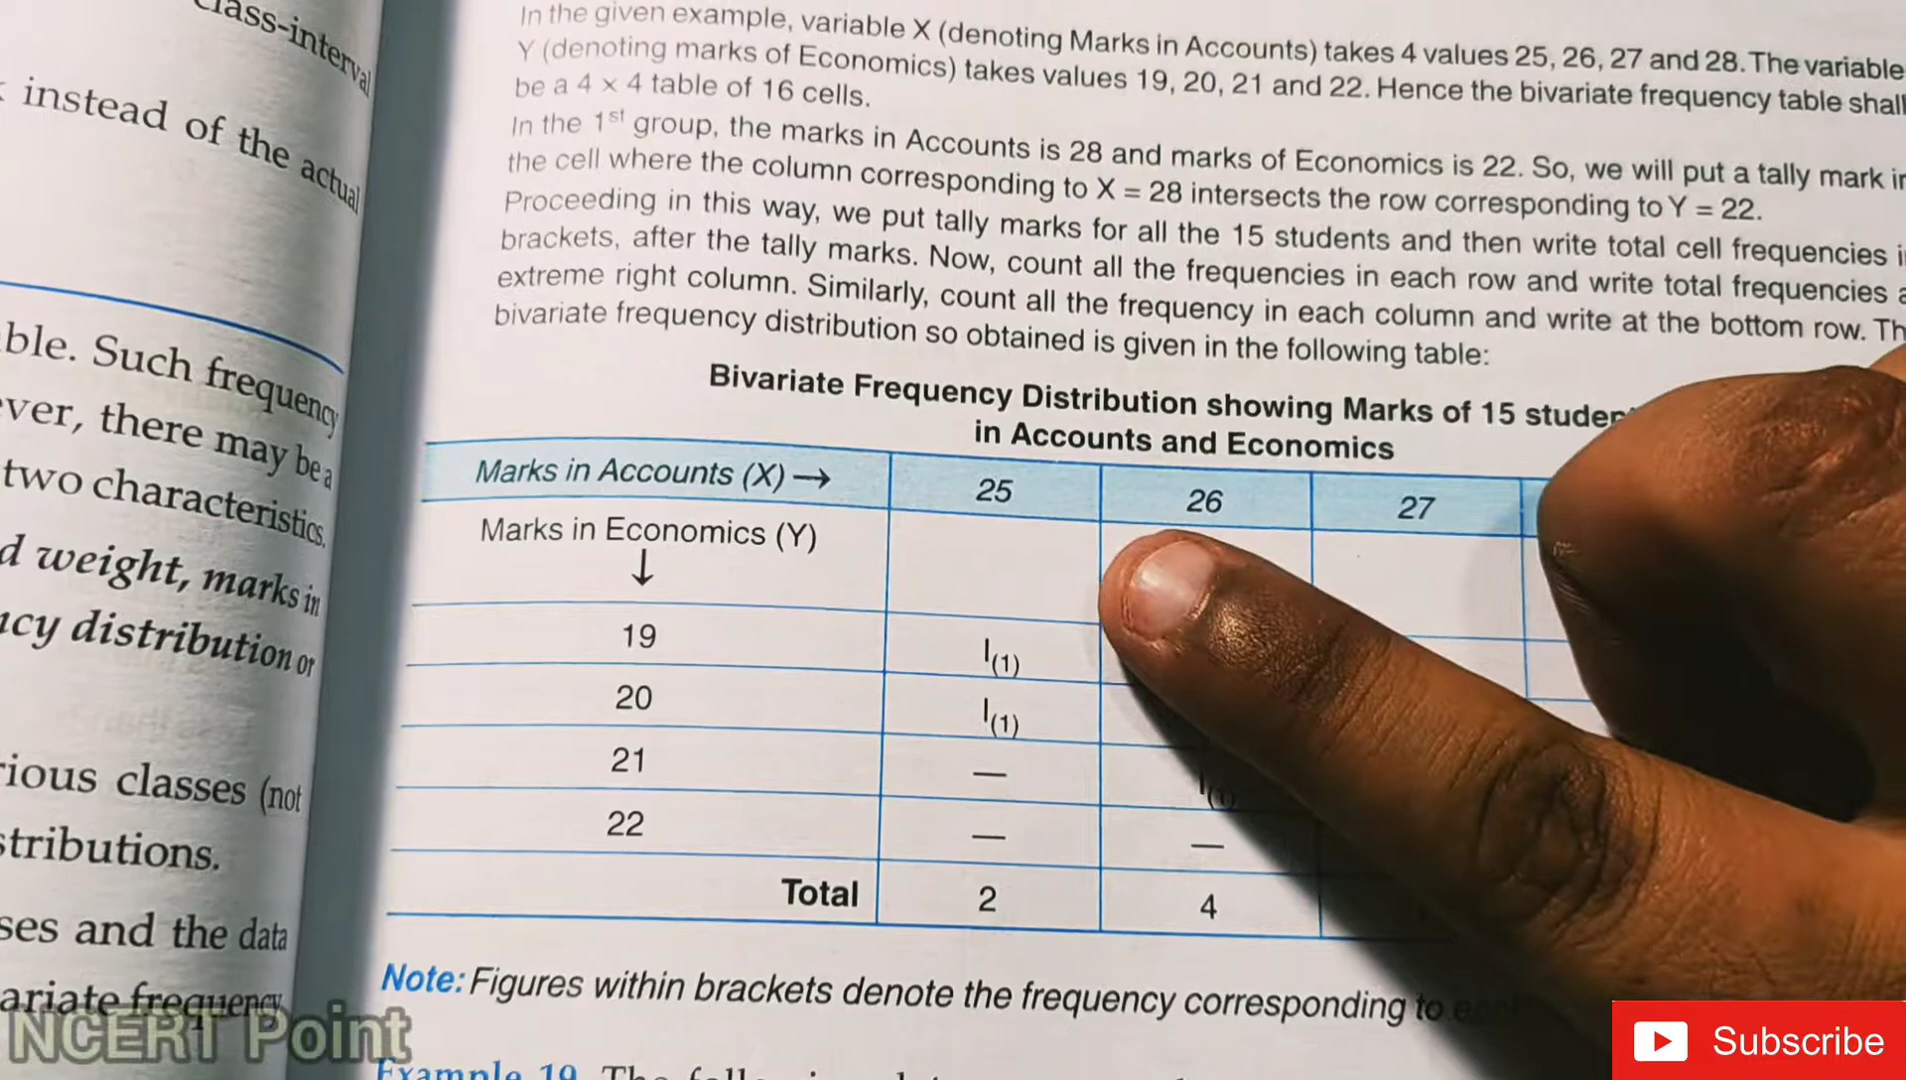 class-interval
instead of the actual
ble. Such frequency
ever, there may be a
two characteristics.
d weight, marks in
ncy distribution or
rious classes (not
stributions.
ses and the data
ariate frequency
In the given example, variable X (denoting Marks in Accounts) takes 4 values 25, 26, 27 and 28. The variable
Y (denoting marks of Economics) takes values 19, 20, 21 and 22. Hence the bivariate frequency table shall
be a 4 × 4 table of 16 cells.
In the 1st group, the marks in Accounts is 28 and marks of Economics is 22. So, we will put a tally mark in
the cell where the column corresponding to X = 28 intersects the row corresponding to Y = 22.
Proceeding in this way, we put tally marks for all the 15 students and then write total cell frequencies i
brackets, after the tally marks. Now, count all the frequencies in each row and write total frequencies a
extreme right column. Similarly, count all the frequency in each column and write at the bottom row. Th
bivariate frequency distribution so obtained is given in the following table:
Bivariate Frequency Distribution showing Marks of 15 studen
in Accounts and Economics
Marks in Accounts (X) → 25 26 27
Marks in Economics (Y)
↓
19 I(1)
20 I(1)
21 — I(1)
22 — —
Total 2 4
Note: Figures within brackets denote the frequency corresponding to
Example 19. The
NCERT Point
Subscribe